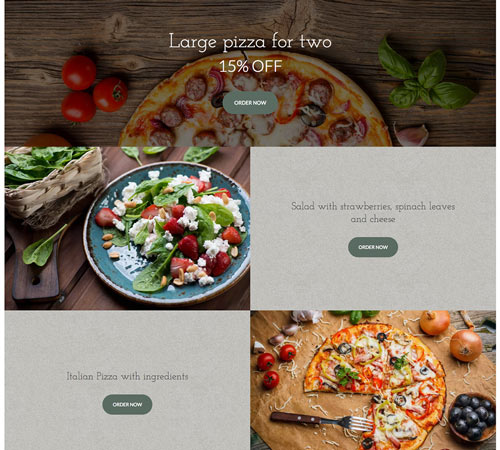 Large pizza for two
15% OFF
ORDER NOW
Salad with strawberries, spinach leaves
and cheese
ORDER NOW
Italian Pizza with ingredients
ORDER NOW